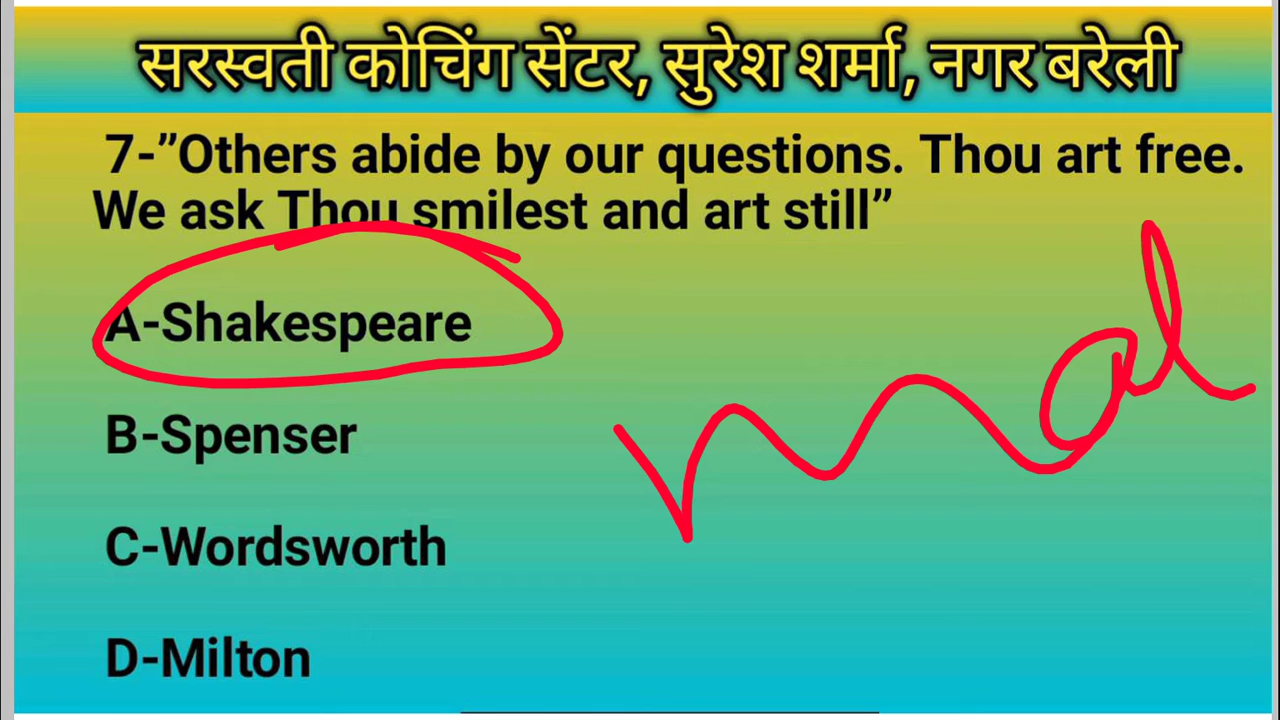 सरस्वती कोचिंग सेंटर, सुरेश शर्मा, नगर बरेली
7-”Others abide by our questions. Thou art free.
We ask Thou smilest and art still”
A-Shakespeare
B-Spenser
C-Wordsworth
D-Milton